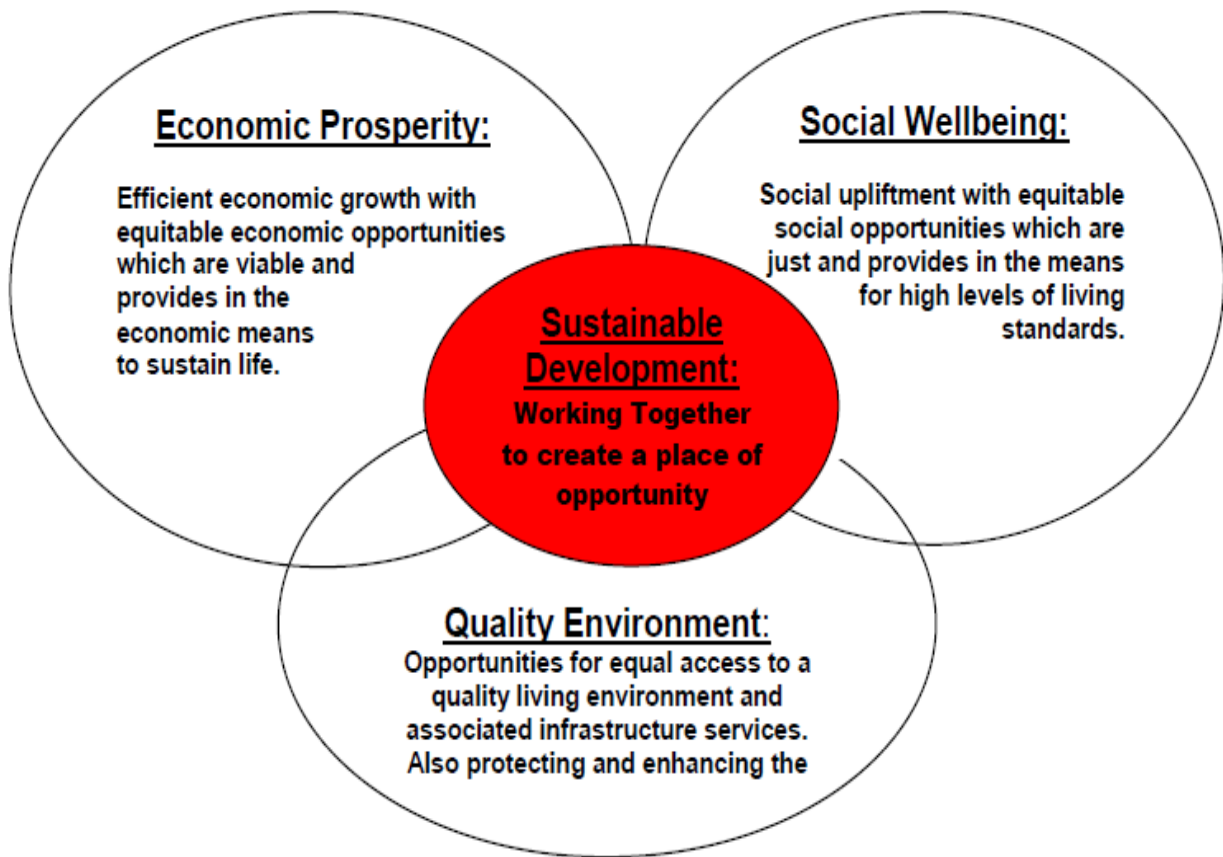 Economic Prosperity:
Efficient economic growth with
equitable economic opportunities
which are viable and
provides in the
economic means
to sustain life.
Social Wellbeing:
Social upliftment with equitable
social opportunities which are
just and provides in the means
for high levels of living
standards.
Sustainable
Development:
Working Together
to create a place of
opportunity
Quality Environment:
Opportunities for equal access to a
quality living environment and
associated infrastructure services.
Also protecting and enhancing the